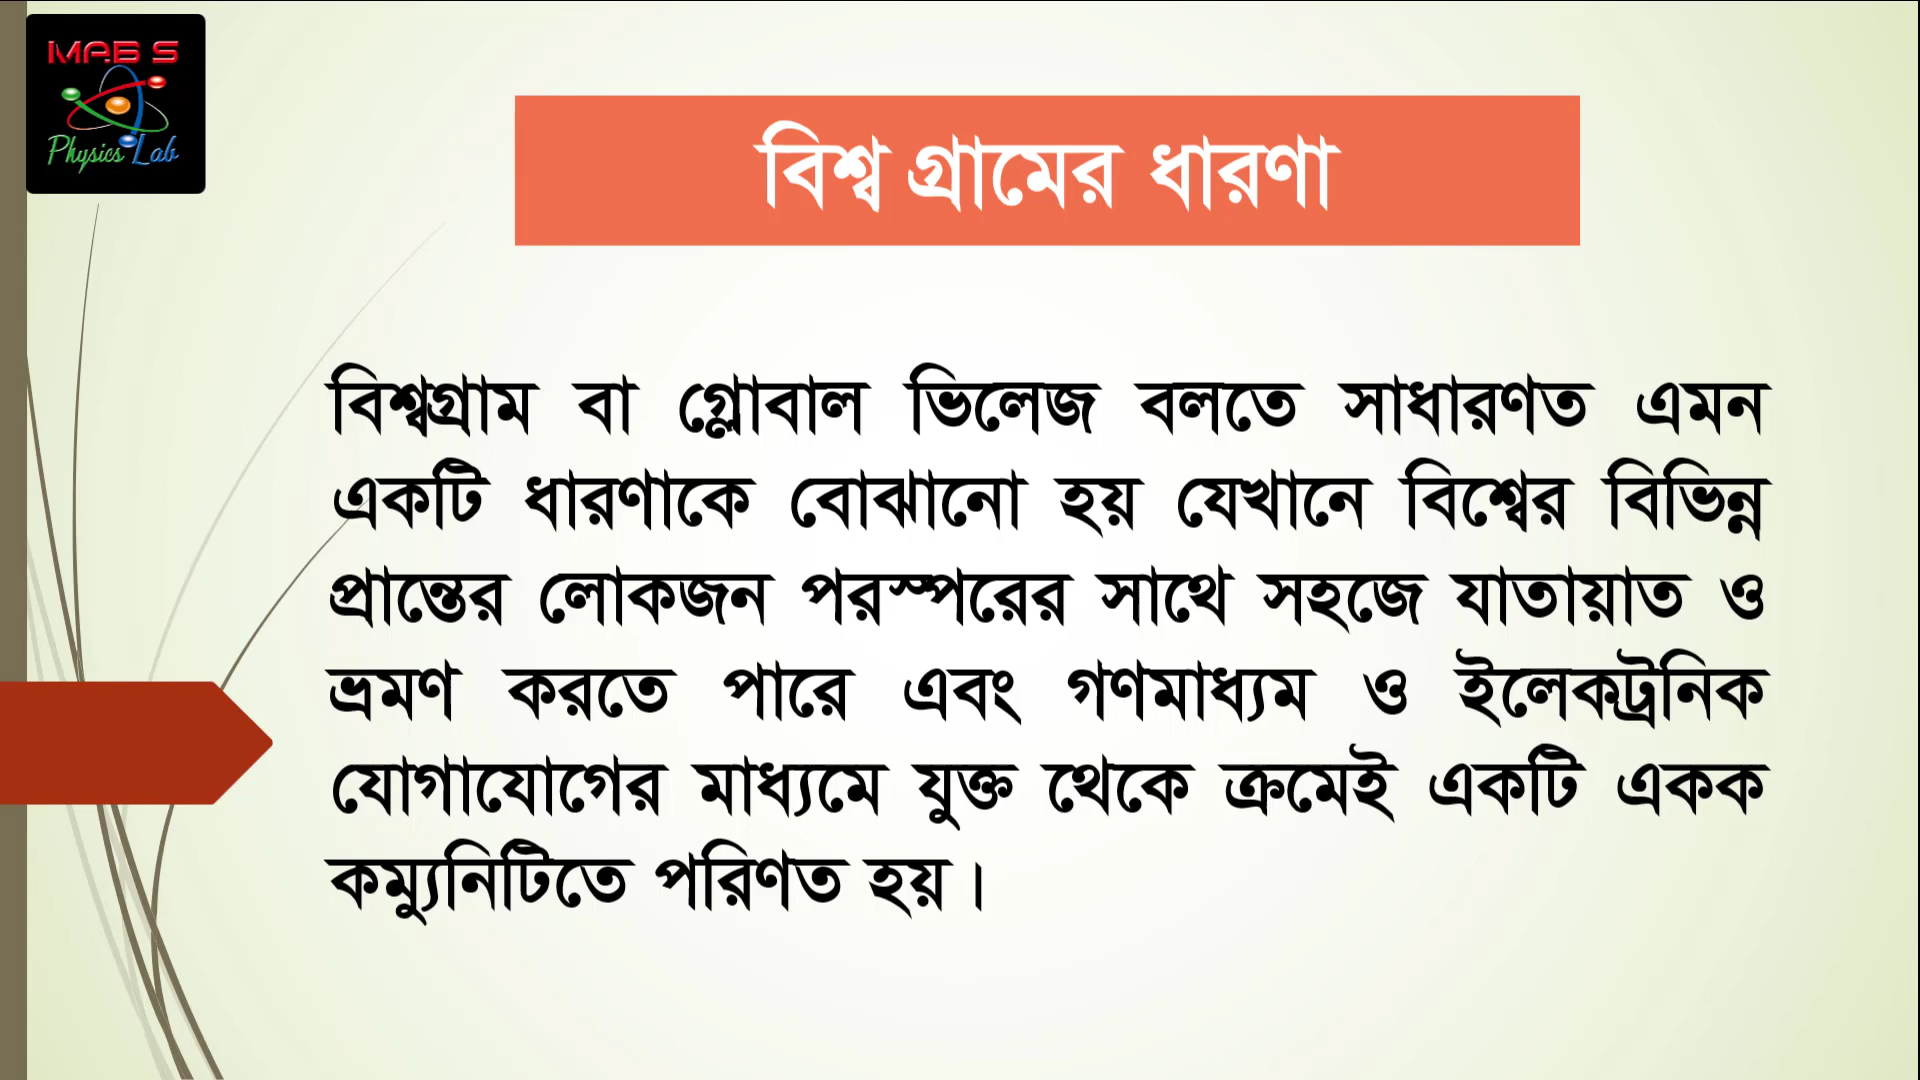 MAB S
Physics Lab
বিশ্ব গ্রামের ধারণা
বিশ্বগ্রাম বা গ্লোবাল ভিলেজ বলতে সাধারণত এমন
একটি ধারণাকে বোঝানো হয় যেখানে বিশ্বের বিভিন্ন
প্রান্তের লোকজন পরস্পরের সাথে সহজে যাতায়াত ও
ভ্রমণ করতে পারে এবং গণমাধ্যম ও ইলেকট্রনিক
যোগাযোগের মাধ্যমে যুক্ত থেকে ক্রমেই একটি একক
কম্যুনিটিতে পরিণত হয়।